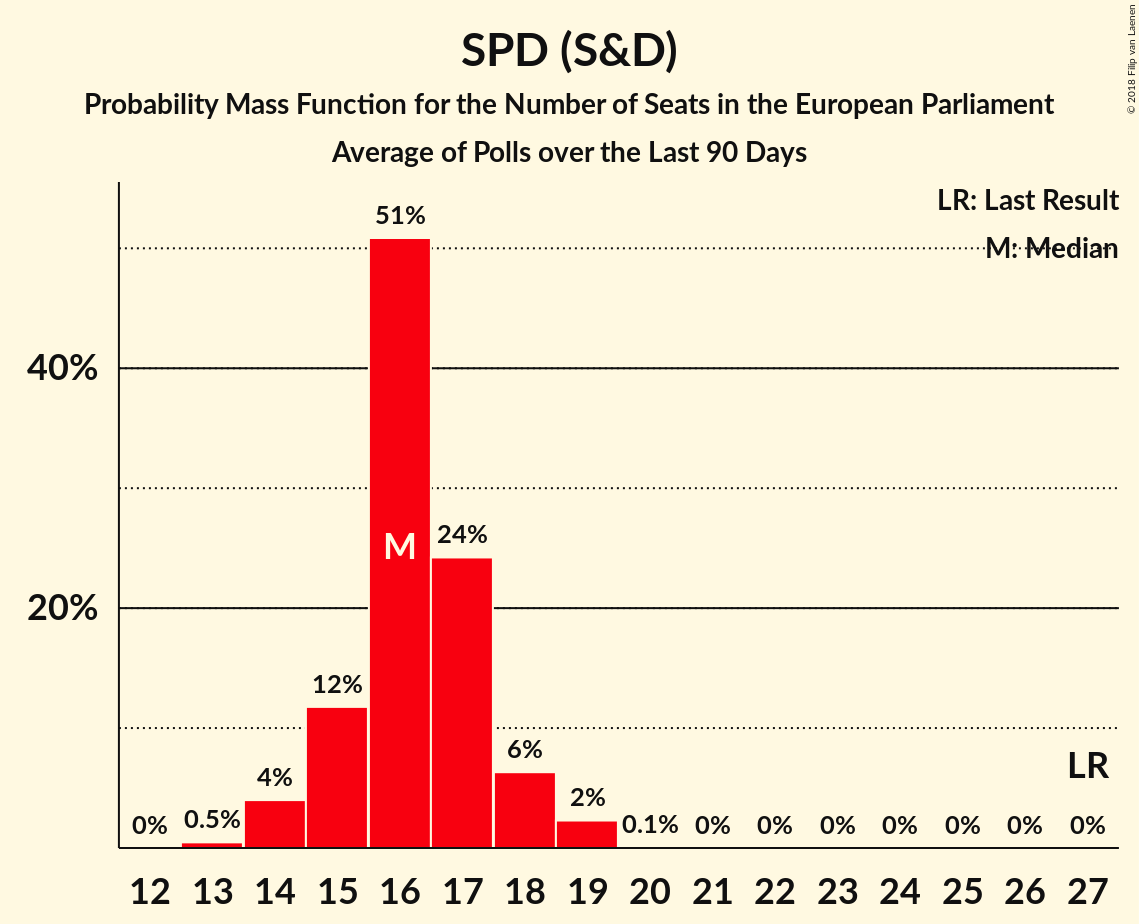 SPD (S&D)
Probability Mass Function for the Number of Seats in the European Parliament
Average of Polls over the Last 90 Days
© 2018 Filip van Laenen
LR: Last Result
M: Median
51%
40%
24%
M
20%
12%
6%
4%
2%
0.5%
0%
0.1%
0%
0%
0%
0%
0%
0%
0%
LR
12 13 14 15 16 17 18 19 20 21 22 23 24 25 26 27